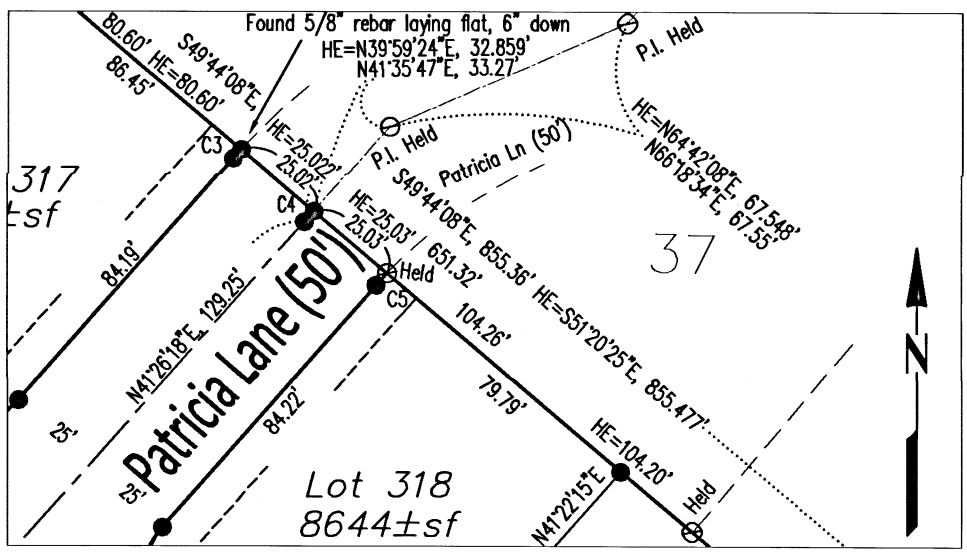 Found 5/8" rebar laying flat, 6" down
HE=N39°59'24"E, 32.859'
N41°35'47"E, 33.27'
80.60'
HE=80.60'
86.45'
S49°44'08"E,
P.I. Held
HE=N64°42'08"E, 67.548'
N66°18'34"E, 67.55'
C3
HE=25.022'
25.02'
P.I. Held
Patricia Ln (50')
317
±sf
C4
HE=25.03'
25.03'
S49°44'08"E, 855.36'
651.32'
HE=S51°20'25"E, 855.477'
37
84.19'
Held
C5
N41°26'18"E, 129.25'
Patricia Lane (50')
104.26'
79.79'
N
84.22'
25'
25'
HE=104.20'
Lot 318
8644±sf
N41°22'15"E
Held